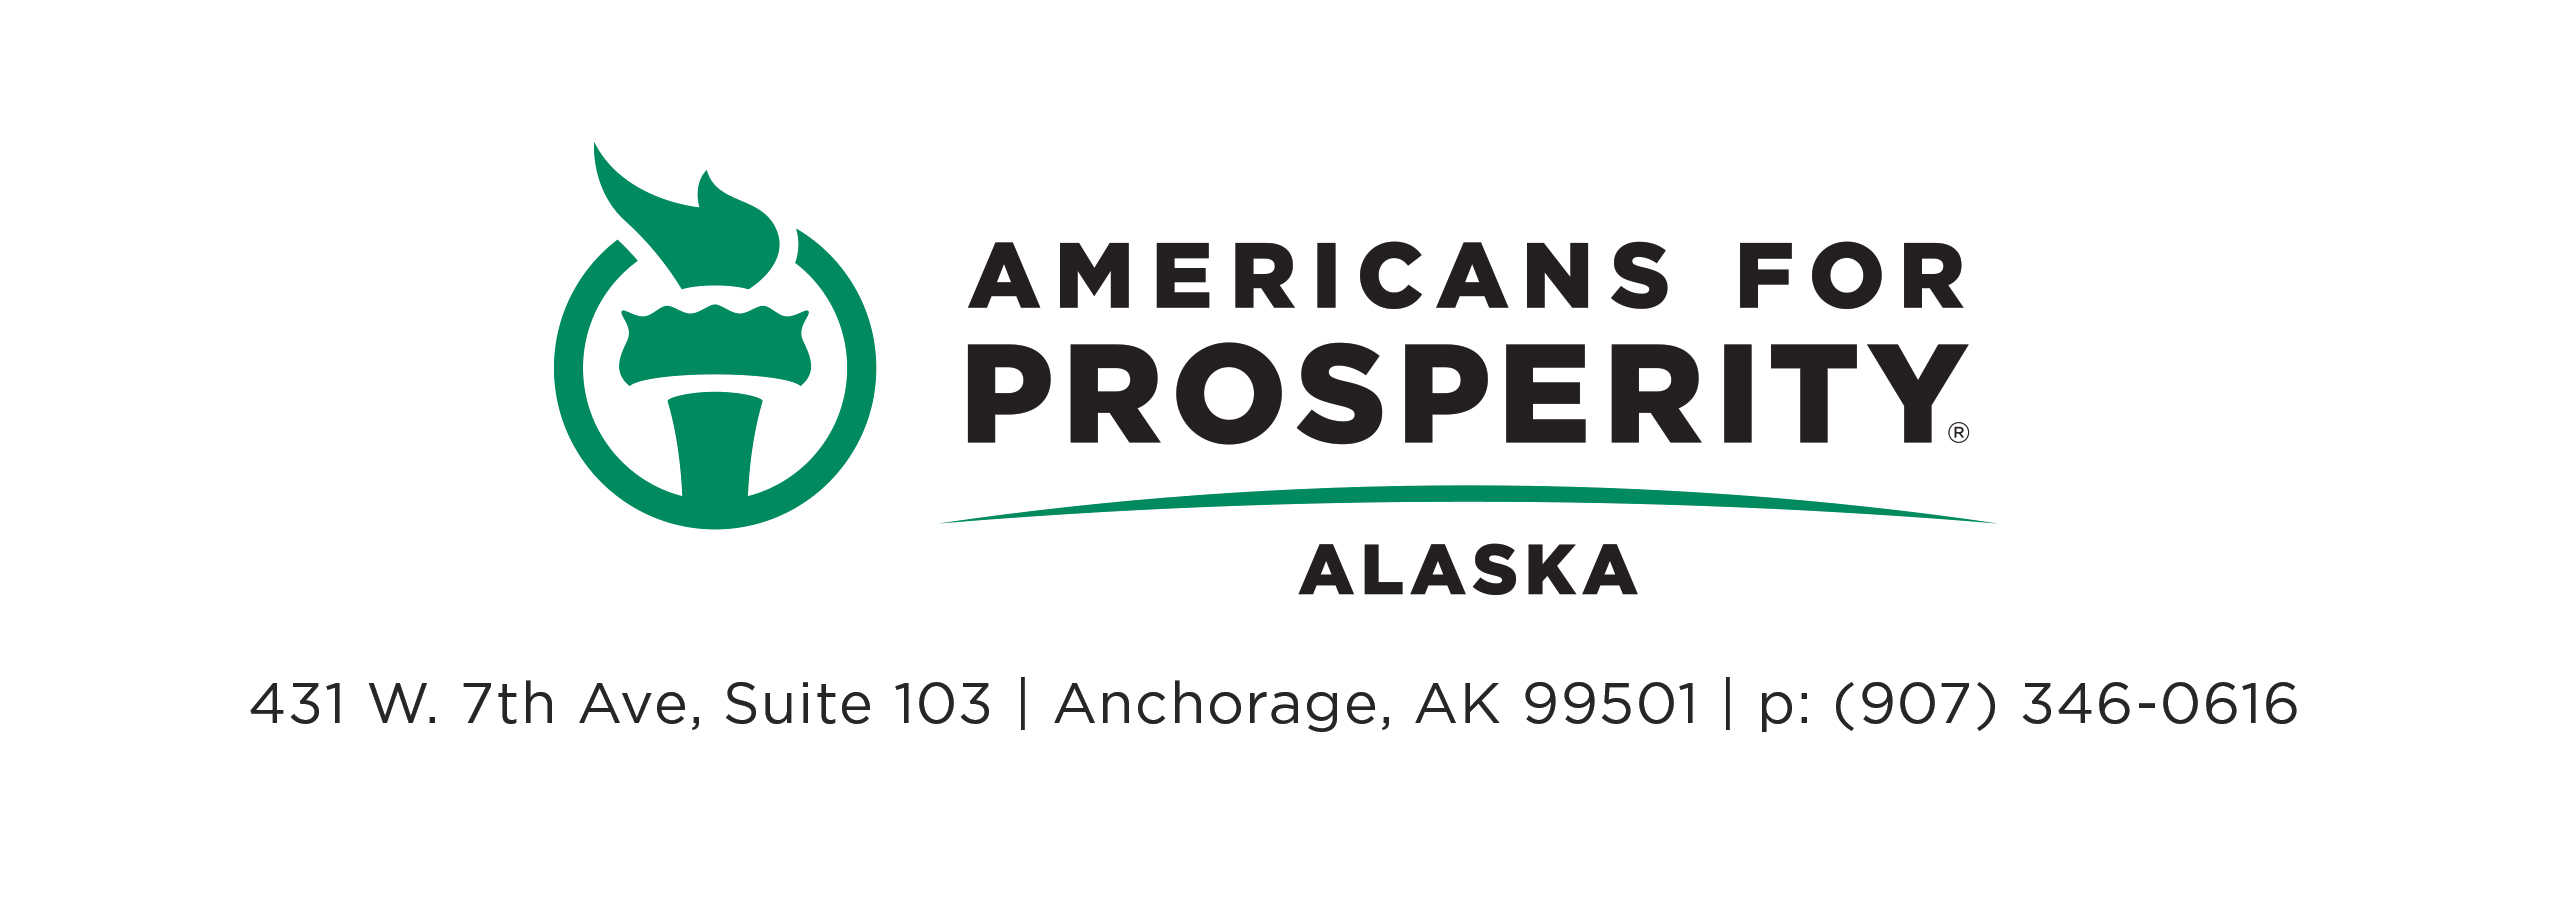 AMERICANS FOR
PROSPERITY®
ALASKA
431 W. 7th Ave, Suite 103 | Anchorage, AK 99501 | p: (907) 346-0616